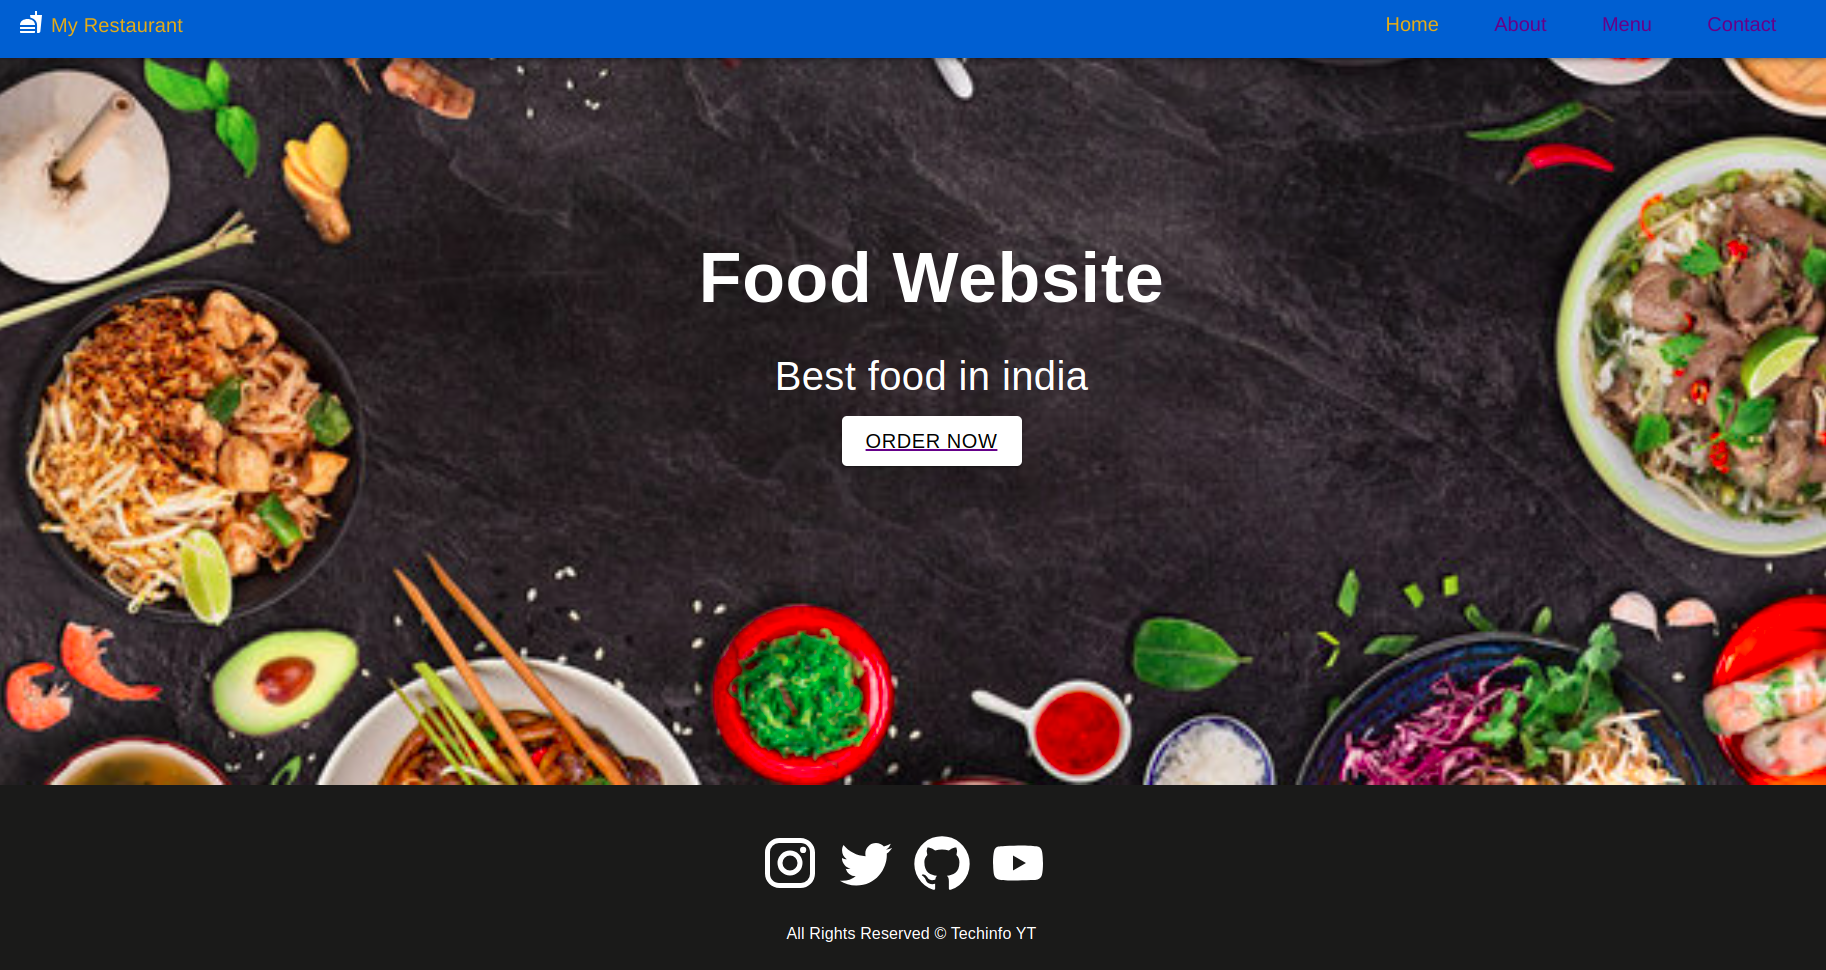 My Restaurant
Home About Menu Contact
Food Website
Best food in india
ORDER NOW
All Rights Reserved © Techinfo YT